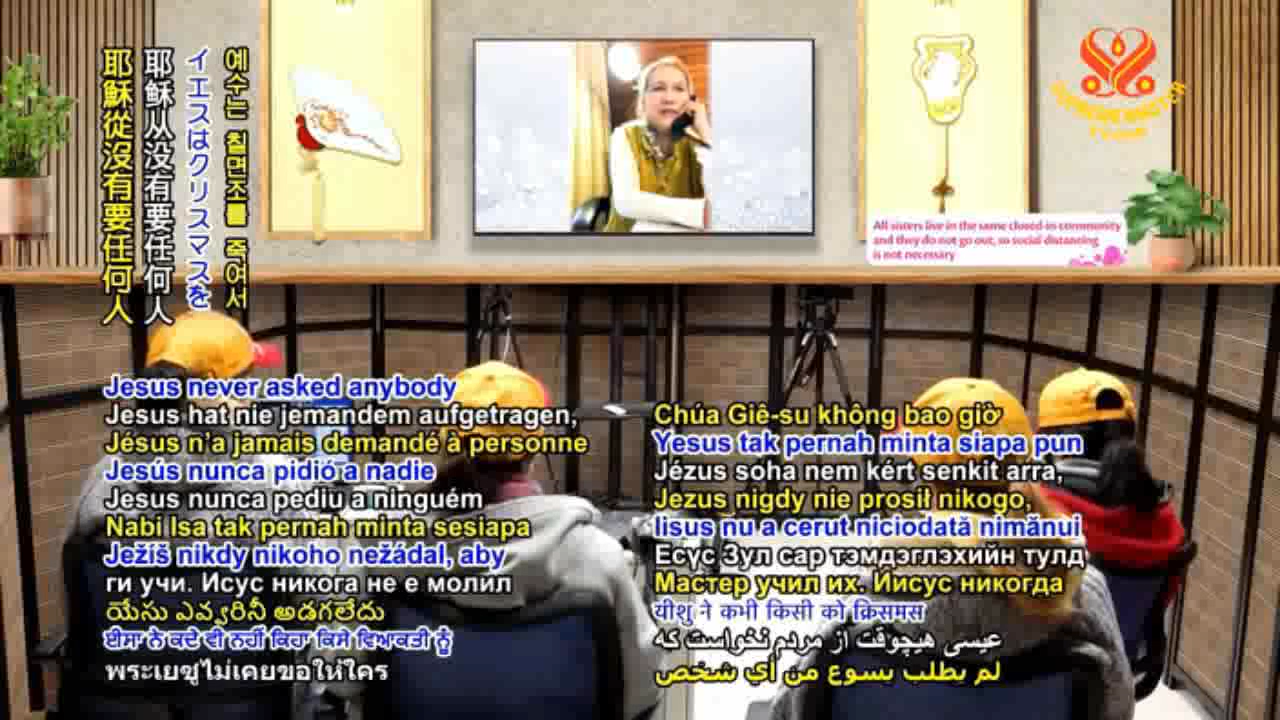 예수는 칠면조를 죽여서
イエスはクリスマスを
耶稣从没有要任何人
耶穌從沒有要任何人
SUPREME MASTER
All sisters live in the same closed-in community
and they do not go out, so social distancing
is not necessary
Jesus never asked anybody
Jesus hat nie jemandem aufgetragen,
Jésus n'a jamais demandé à personne
Jesús nunca pidió a nadie
Jesus nunca pediu a ninguém
Nabi Isa tak pernah minta sesiapa
Ježíš nikdy nikoho nežádal, aby
ги учи. Исус никога не е молил
యేసు ఎవ్వరినీ అడగలేదు
ਈਸਾ ਨੇ ਕਦੇ ਵੀ ਨਹੀਂ ਕਿਹਾ ਕਿਸੇ ਵਿਅਕਤੀ ਨੂੰ
พระเยซูไม่เคยขอให้ใคร
Chúa Giê-su không bao giờ
Yesus tak pernah minta siapa pun
Jézus soha nem kért senkit arra,
Jezus nigdy nie prosił nikogo,
Iisus nu a cerut niciodată nimănui
Есүс Зул сар тэмдэглэхийн тулд
Мастер учил их. Иисус никогда
यीशु ने कभी किसी को क्रिसमस
عیسی هیچوقت از مردم نخواست که
لم يطلب يسوع من أي شخص